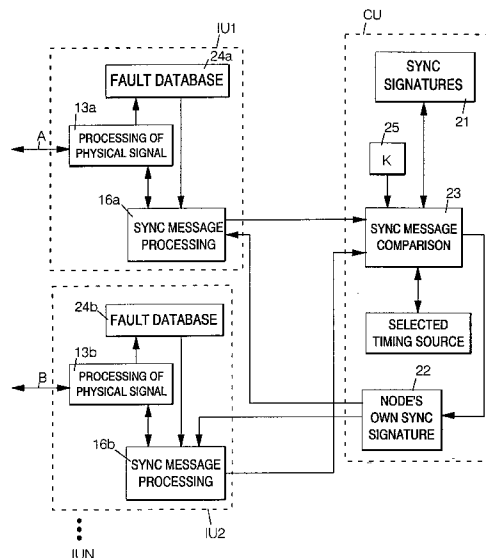 IU1
24a
FAULT DATABASE
13a
A
PROCESSING OF
PHYSICAL SIGNAL
16a
SYNC MESSAGE
PROCESSING
24b
FAULT DATABASE
13b
B
PROCESSING OF
PHYSICAL SIGNAL
16b
SYNC MESSAGE
PROCESSING
IU2
IUN
CU
SYNC
SIGNATURES
21
25
K
23
SYNC MESSAGE
COMPARISON
SELECTED
TIMING SOURCE
22
NODE'S
OWN SYNC
SIGNATURE